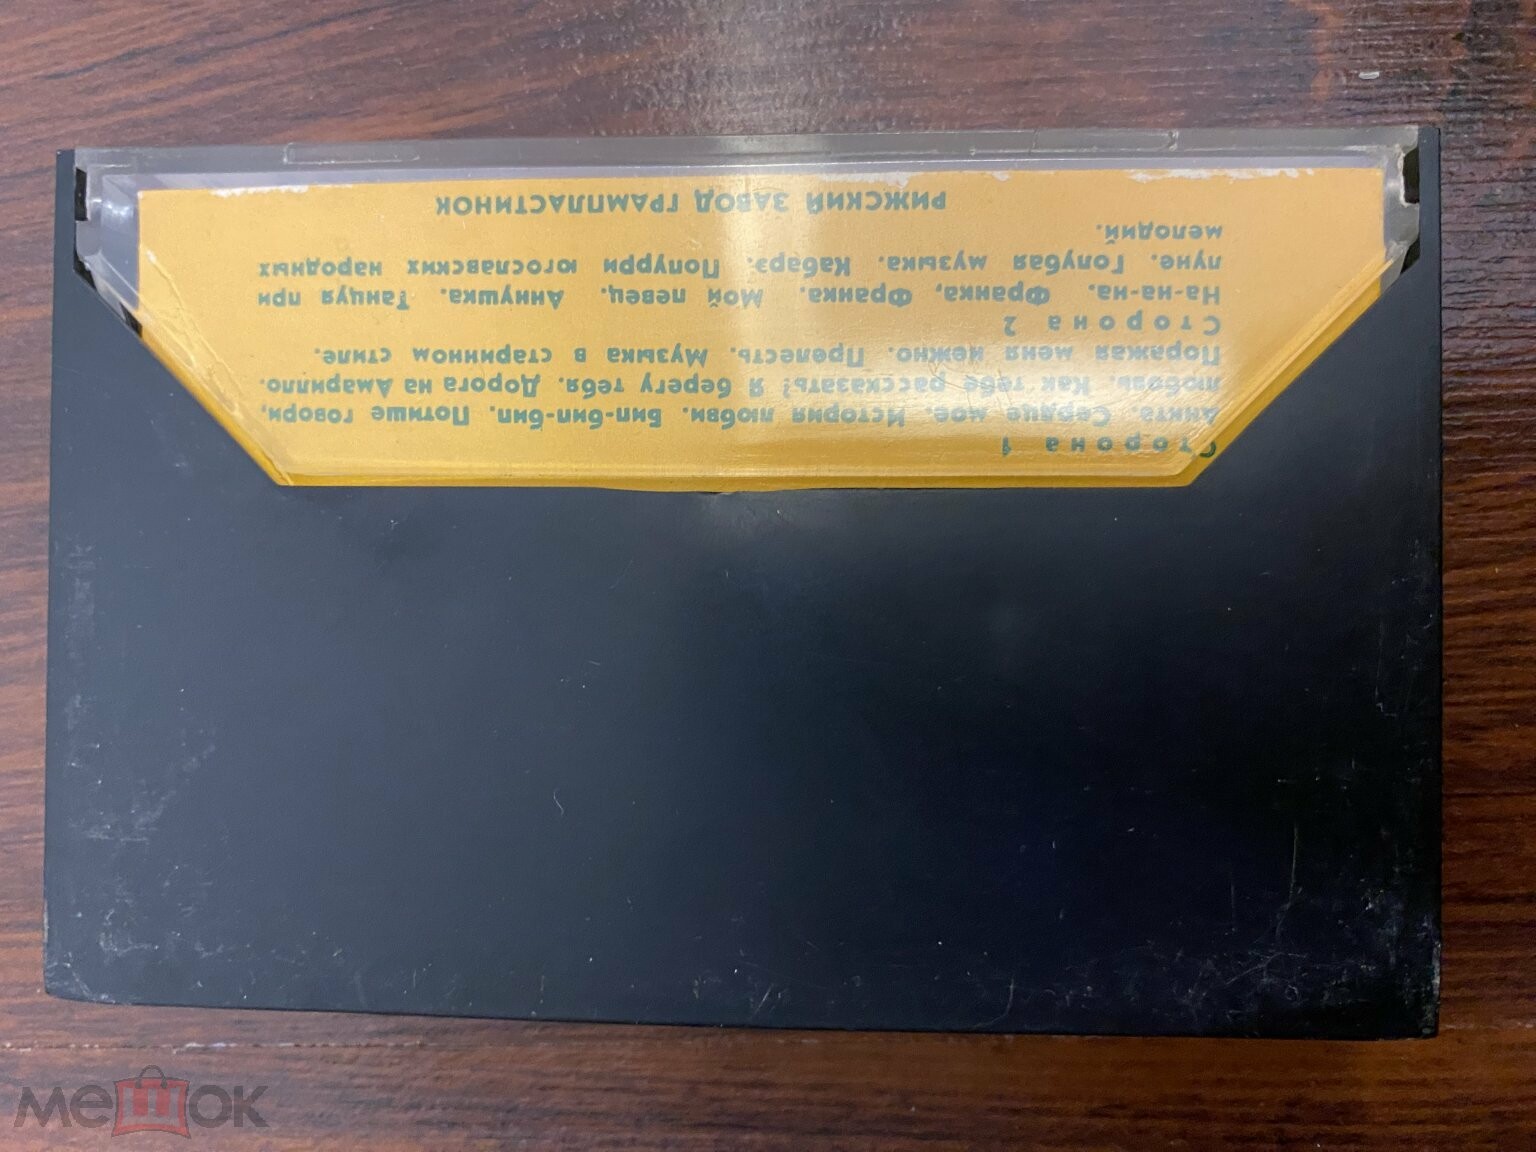 Сторона 1
Анита. Сердце мое. История любви. Бип-бип-бип. Потише говори,
любовь. Как тебе рассказать? Я берегу тебя. Дорога на Амарилло.
Поражая меня нежно. Прелесть. Музыка в старинном стиле.
Сторона 2
На-на-на. Франка, Франка. Мой певец. Аннушка. Танцуя при
луне. Голубая музыка. Кабарэ. Попурри югославских народных
мелодий.
РИЖСКИЙ ЗАВОД ГРАМПЛАСТИНОК
мешок